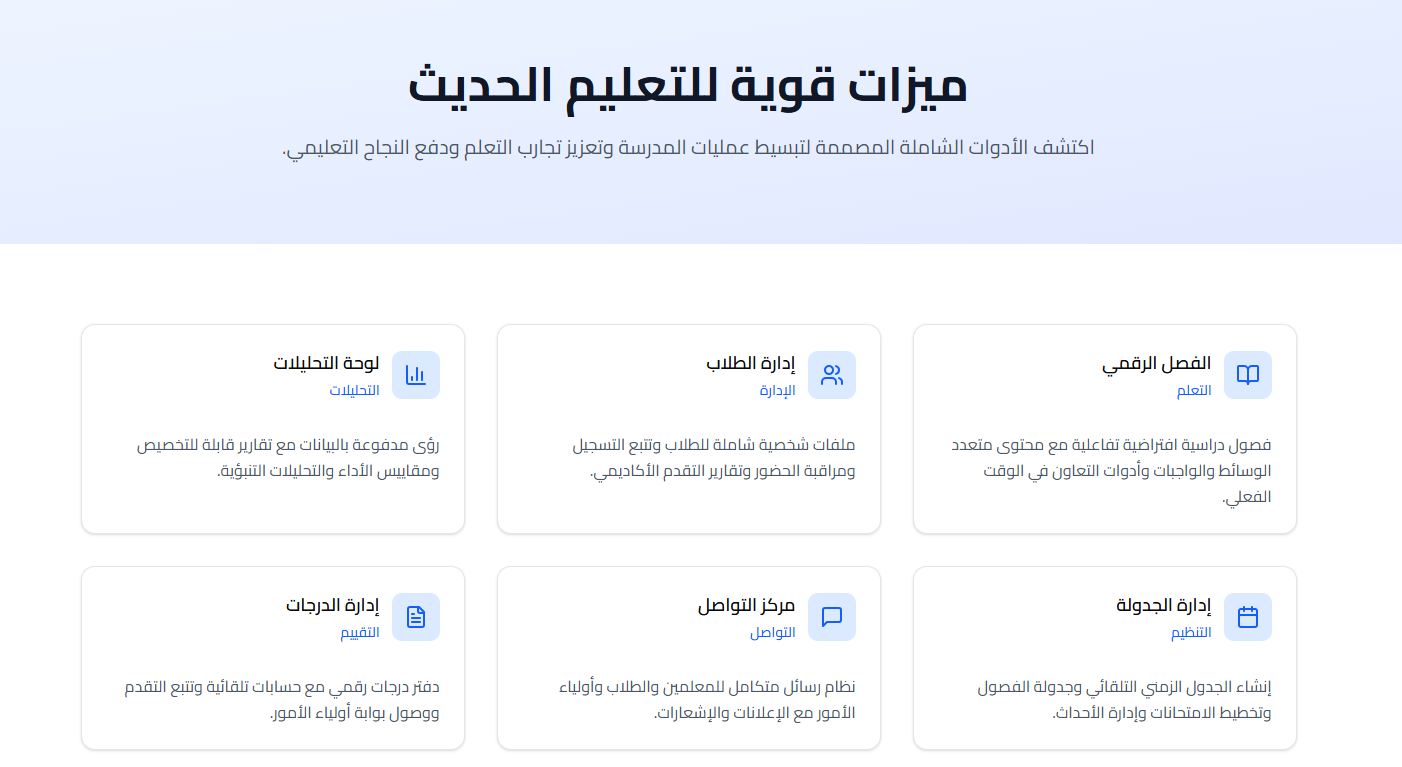 ميزات قوية للتعليم الحديث
اكتشف الأدوات الشاملة المصممة لتبسيط عمليات المدرسة وتعزيز تجارب التعلم ودفع النجاح التعليمي.
الفصل الرقمي
التعلم
فصول دراسية افتراضية تفاعلية مع محتوى متعدد
الوسائط والواجبات وأدوات التعاون في الوقت
الفعلي.
إدارة الطلاب
الإدارة
ملفات شخصية شاملة للطلاب وتتبع التسجيل
ومراقبة الحضور وتقارير التقدم الأكاديمي.
لوحة التحليلات
التحليلات
رؤى مدفوعة بالبيانات مع تقارير قابلة للتخصيص
ومقاييس الأداء والتحليلات التنبؤية.
إدارة الجدولة
التنظيم
إنشاء الجدول الزمني التلقائي وجدولة الفصول
وتخطيط الامتحانات وإدارة الأحداث.
مركز التواصل
التواصل
نظام رسائل متكامل للمعلمين والطلاب وأولياء
الأمور مع الإعلانات والإشعارات.
إدارة الدرجات
التقييم
دفتر درجات رقمي مع حسابات تلقائية وتتبع التقدم
ووصول بوابة أولياء الأمور.